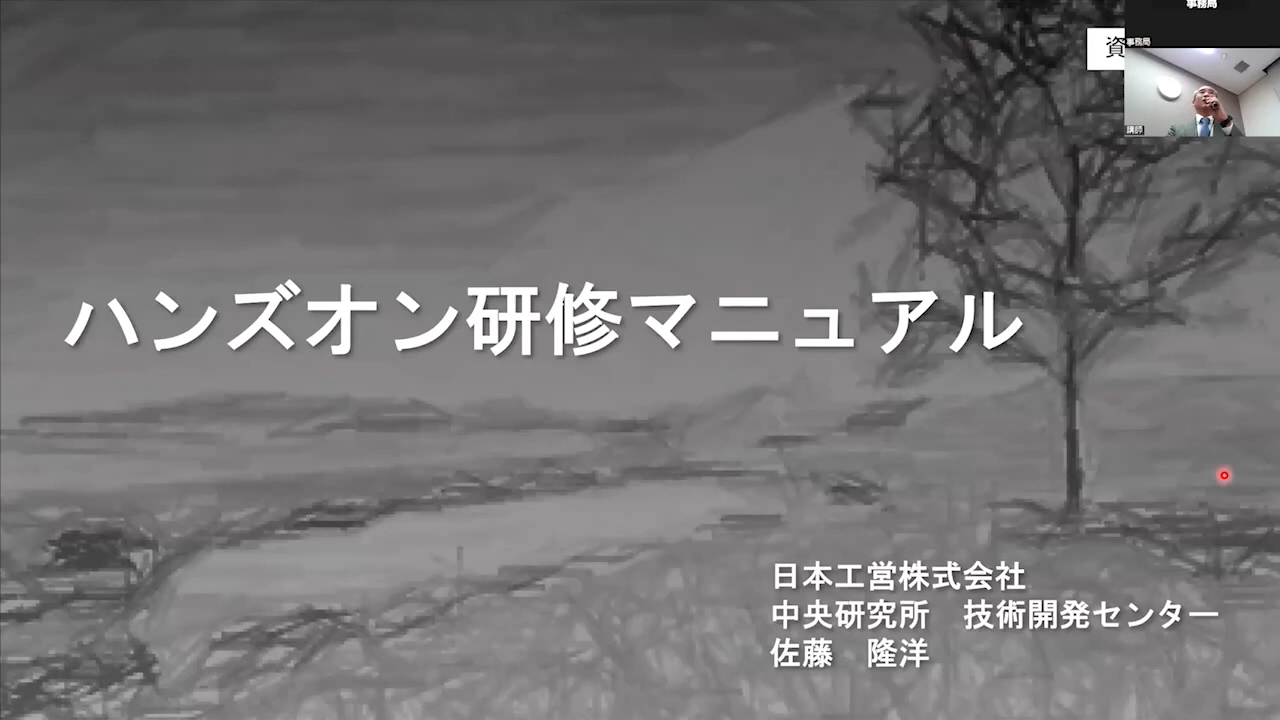 事務局
資
事務局
講師
ハンズオン研修マニュアル
日本工営株式会社
中央研究所　技術開発センター
佐藤　隆洋